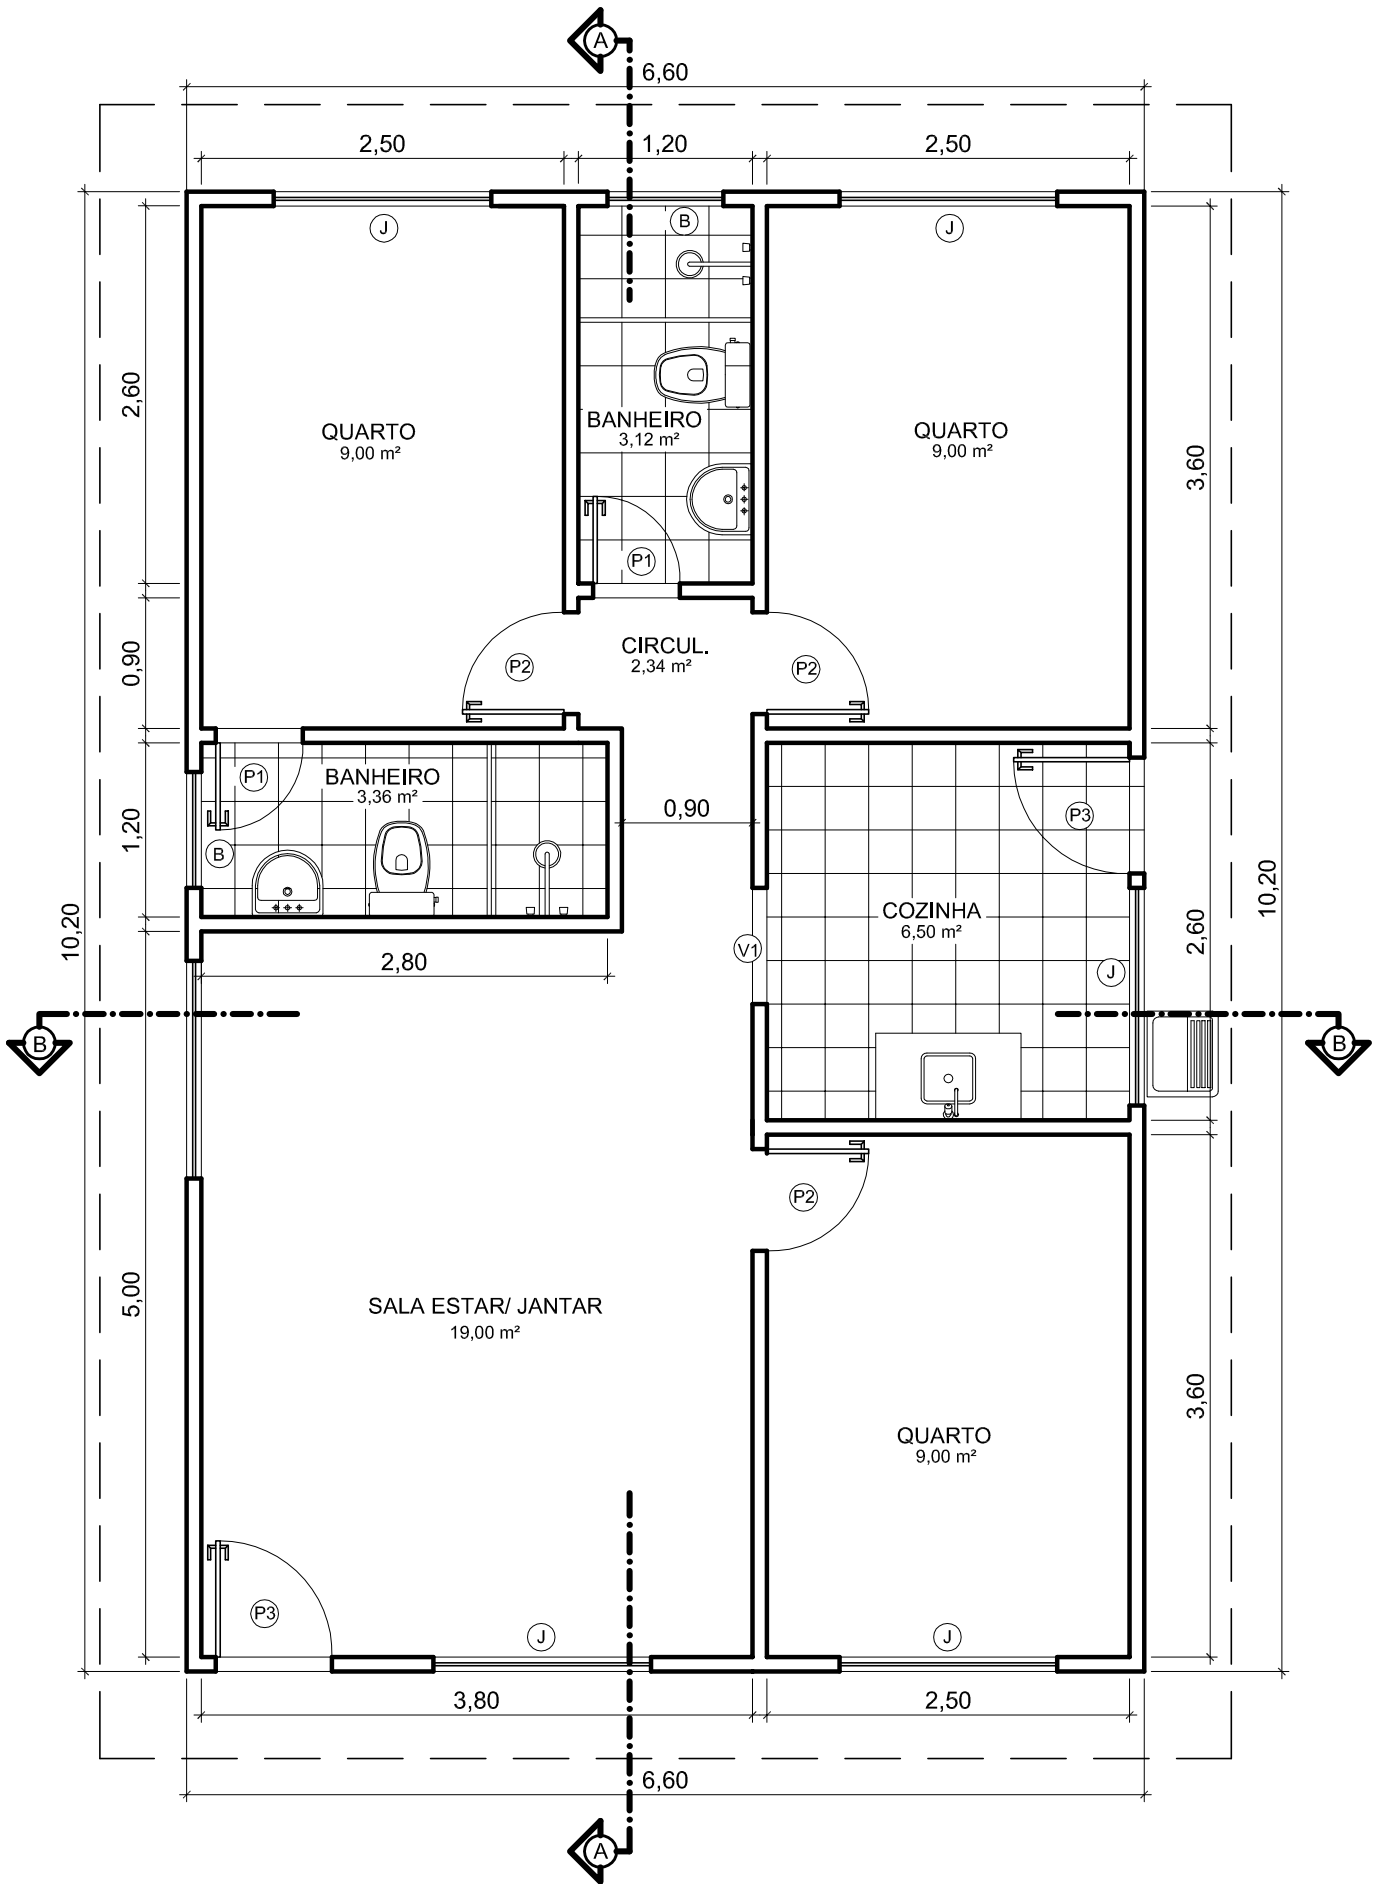 A
6,60
2,50
1,20
2,50
J
B
J
2,60
QUARTO
9,00 m²
BANHEIRO
3,12 m²
QUARTO
9,00 m²
3,60
P1
0,90
P2
CIRCUL.
2,34 m²
P2
P1
BANHEIRO
3,36 m²
0,90
P3
1,20
B
10,20
10,20
2,80
V1
COZINHA
6,50 m²
J
2,60
B
B
P2
5,00
SALA ESTAR/ JANTAR
19,00 m²
3,60
QUARTO
9,00 m²
P3
J
J
3,80
2,50
6,60
A